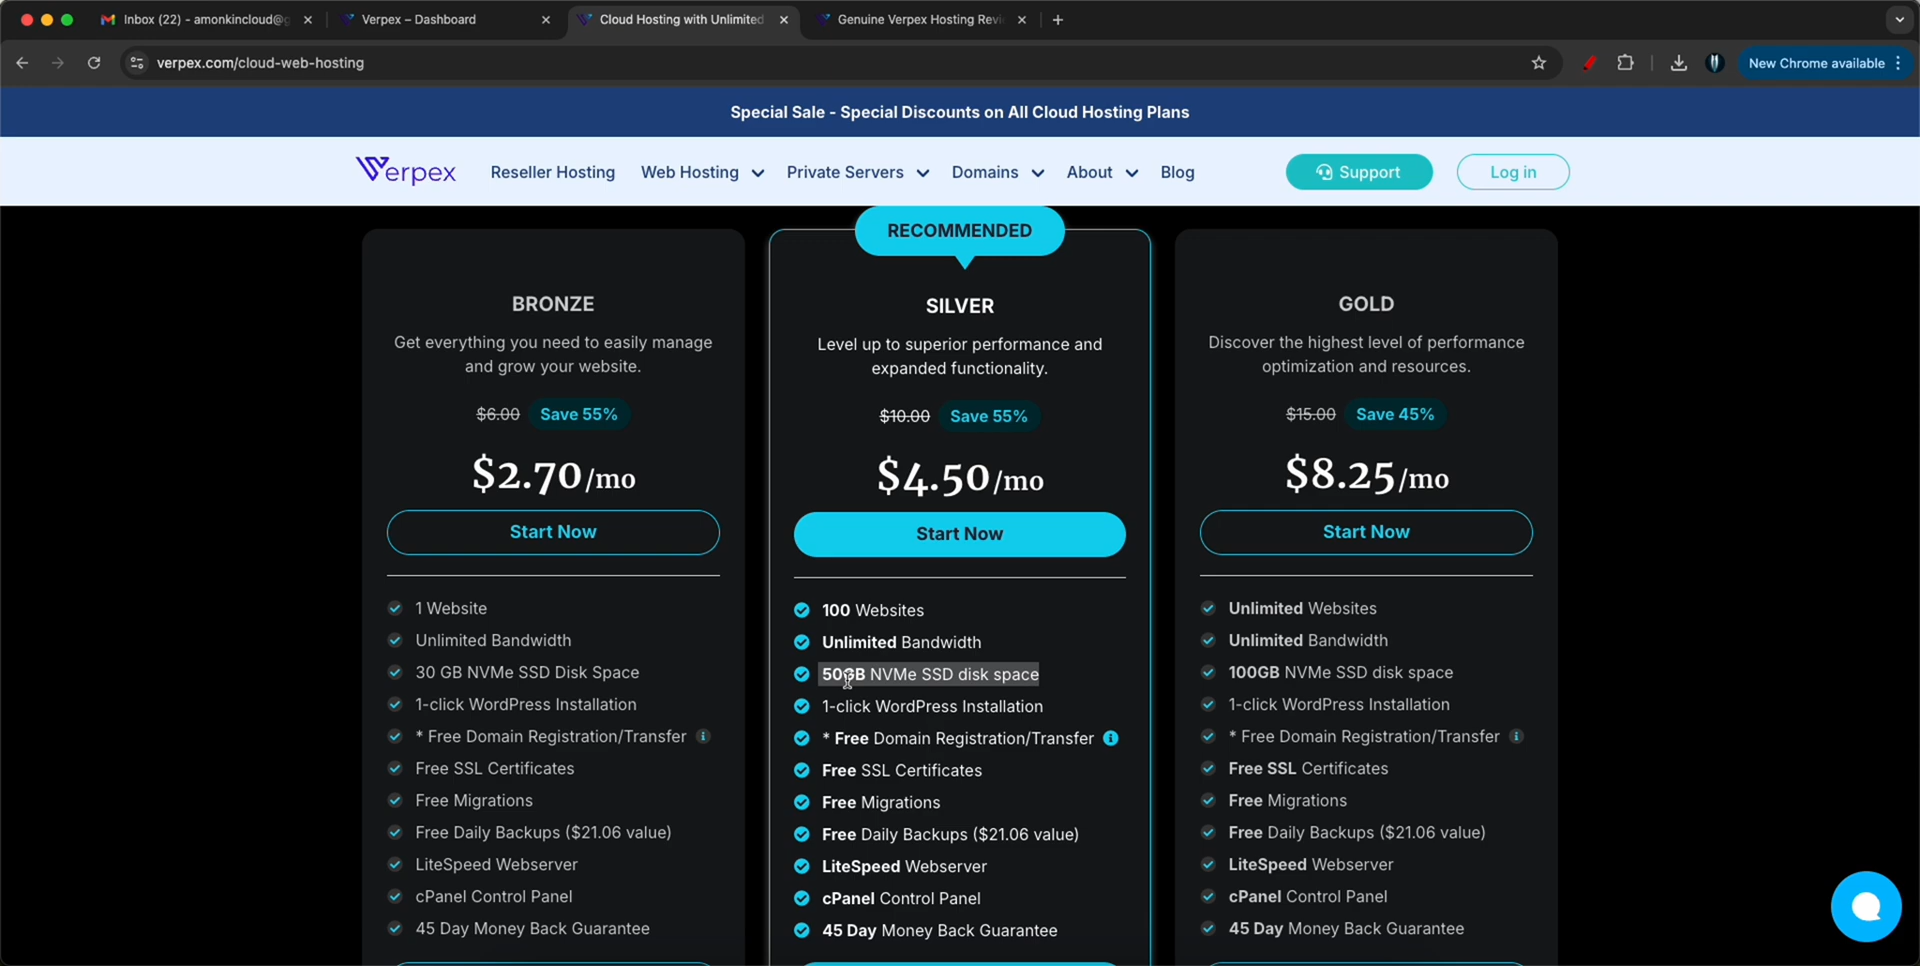 Inbox (22) - amonkincloud@g
Verpex – Dashboard
Cloud Hosting with Unlimited
Genuine Verpex Hosting Revi
verpex.com/cloud-web-hosting
New Chrome available
Special Sale - Special Discounts on All Cloud Hosting Plans
Verpex
Reseller Hosting
Web Hosting
Private Servers
Domains
About
Blog
Support
Log in
BRONZE
Get everything you need to easily manage
and grow your website.
$6.00 Save 55%
$2.70/mo
Start Now
1 Website
Unlimited Bandwidth
30 GB NVMe SSD Disk Space
1-click WordPress Installation
* Free Domain Registration/Transfer
Free SSL Certificates
Free Migrations
Free Daily Backups ($21.06 value)
LiteSpeed Webserver
cPanel Control Panel
45 Day Money Back Guarantee
RECOMMENDED
SILVER
Level up to superior performance and
expanded functionality.
$10.00 Save 55%
$4.50/mo
Start Now
100 Websites
Unlimited Bandwidth
50GB NVMe SSD disk space
1-click WordPress Installation
* Free Domain Registration/Transfer
Free SSL Certificates
Free Migrations
Free Daily Backups ($21.06 value)
LiteSpeed Webserver
cPanel Control Panel
45 Day Money Back Guarantee
GOLD
Discover the highest level of performance
optimization and resources.
$15.00 Save 45%
$8.25/mo
Start Now
Unlimited Websites
Unlimited Bandwidth
100GB NVMe SSD disk space
1-click WordPress Installation
* Free Domain Registration/Transfer
Free SSL Certificates
Free Migrations
Free Daily Backups ($21.06 value)
LiteSpeed Webserver
cPanel Control Panel
45 Day Money Back Guarantee